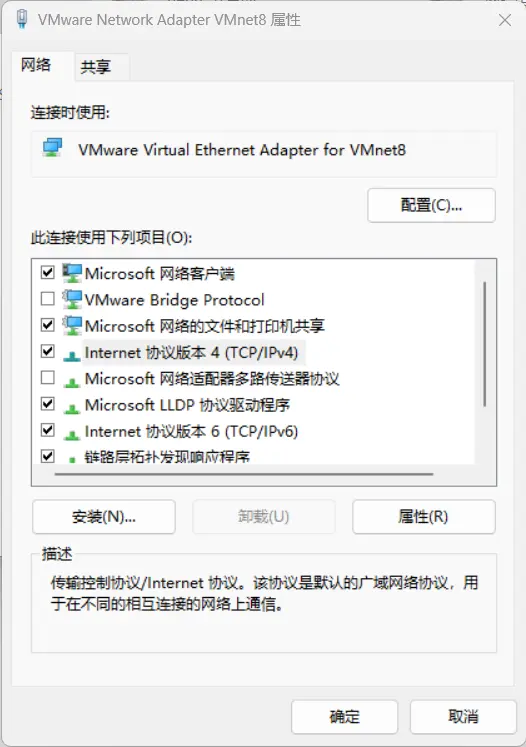 VMware Network Adapter VMnet8 属性
网络
共享
连接时使用:
VMware Virtual Ethernet Adapter for VMnet8
配置(C)...
此连接使用下列项目(O):
Microsoft 网络客户端
VMware Bridge Protocol
Microsoft 网络的文件和打印机共享
Internet 协议版本 4 (TCP/IPv4)
Microsoft 网络适配器多路传送器协议
Microsoft LLDP 协议驱动程序
Internet 协议版本 6 (TCP/IPv6)
链路层拓扑发现响应程序
安装(N)...
卸载(U)
属性(R)
描述
传输控制协议/Internet 协议。该协议是默认的广域网络协议，用
于在不同的相互连接的网络上通信。
确定
取消